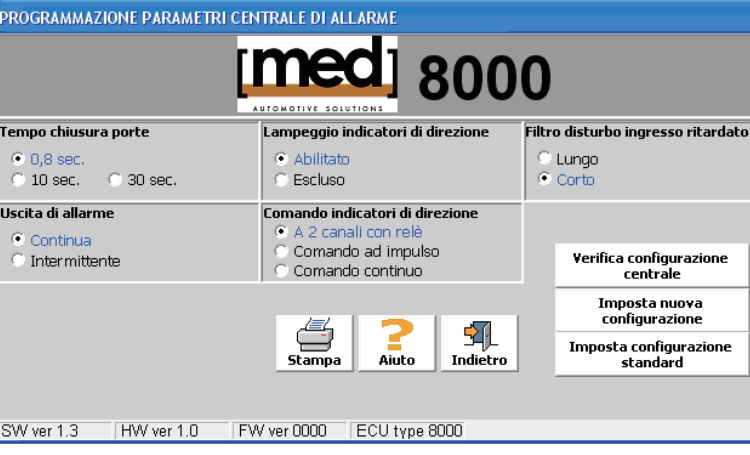 PROGRAMMAZIONE PARAMETRI CENTRALE DI ALLARME
[med] 8000
AUTOMOTIVE SOLUTIONS
Tempo chiusura porte
0,8 sec.
10 sec. 30 sec.
Lampeggio indicatori di direzione
Abilitato
Escluso
Filtro disturbo ingresso ritardato
Lungo
Corto
Uscita di allarme
Continua
Intermittente
Comando indicatori di direzione
A 2 canali con relè
Comando ad impulso
Comando continuo
Verifica configurazione
centrale
Imposta nuova
configurazione
Imposta configurazione
standard
Stampa
Aiuto
Indietro
SW ver 1.3 HW ver 1.0 FW ver 0000 ECU type 8000